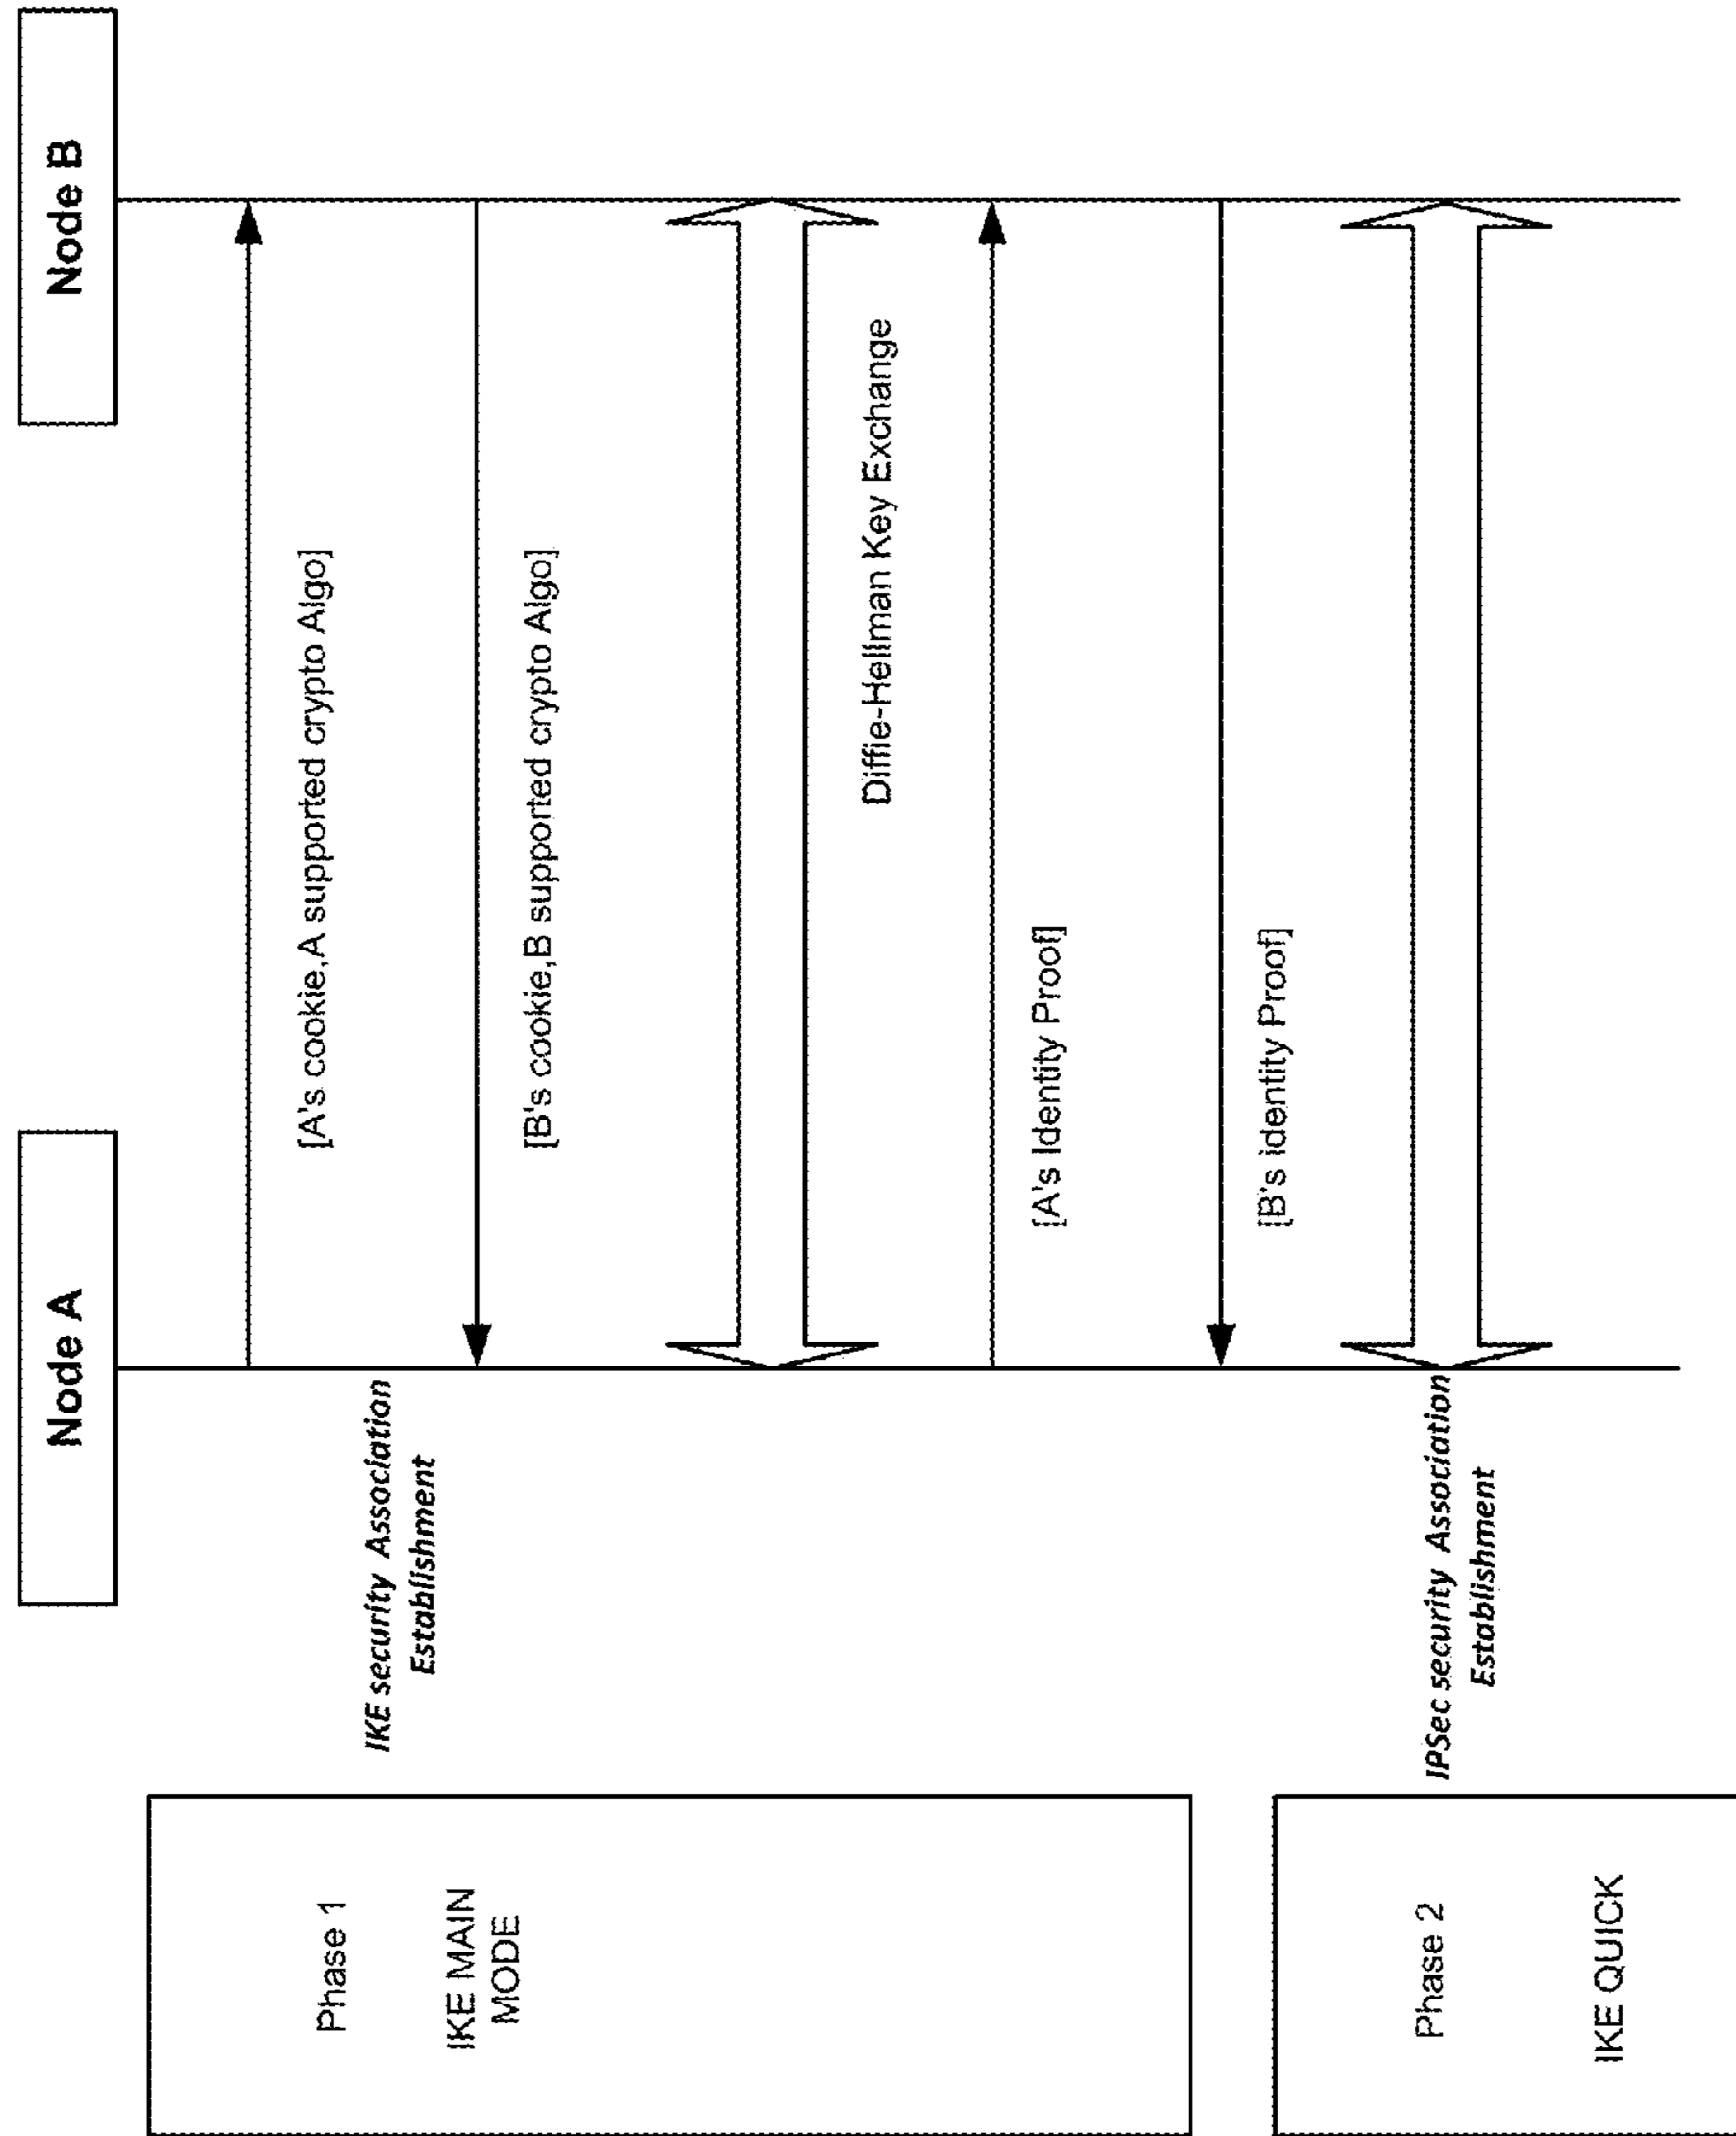 Node A
Node B
Phase 1
IKE MAIN
MODE
IKE security Association
Establishment
[A's cookie,A supported crypto Algo]
[B's cookie,B supported crypto Algo]
Diffie-Hellman Key Exchange
[A's Identity Proof]
[B's identity Proof]
Phase 2
IKE QUICK
IPSec security Association
Establishment